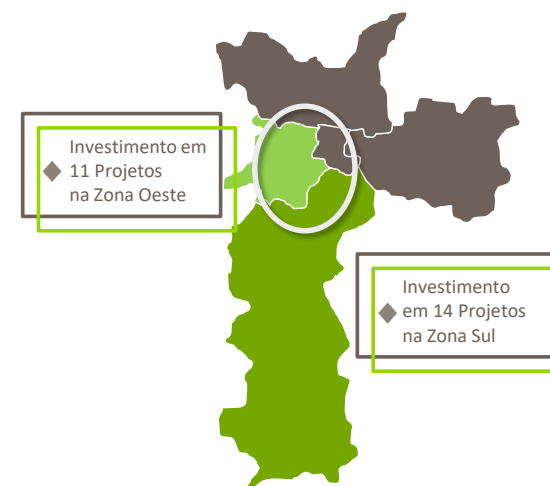 Investimento em
11 Projetos
na Zona Oeste
Investimento
em 14 Projetos
na Zona Sul